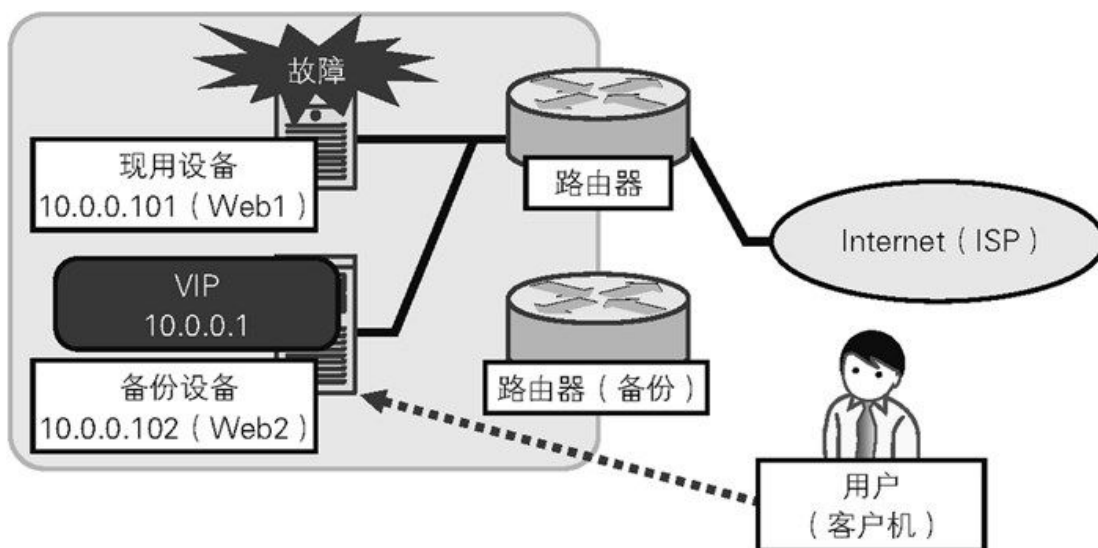 故障
现用设备
10.0.0.101（Web1）
路由器
Internet（ISP）
VIP
10.0.0.1
备份设备
10.0.0.102（Web2）
路由器（备份）
用户
（客户机）